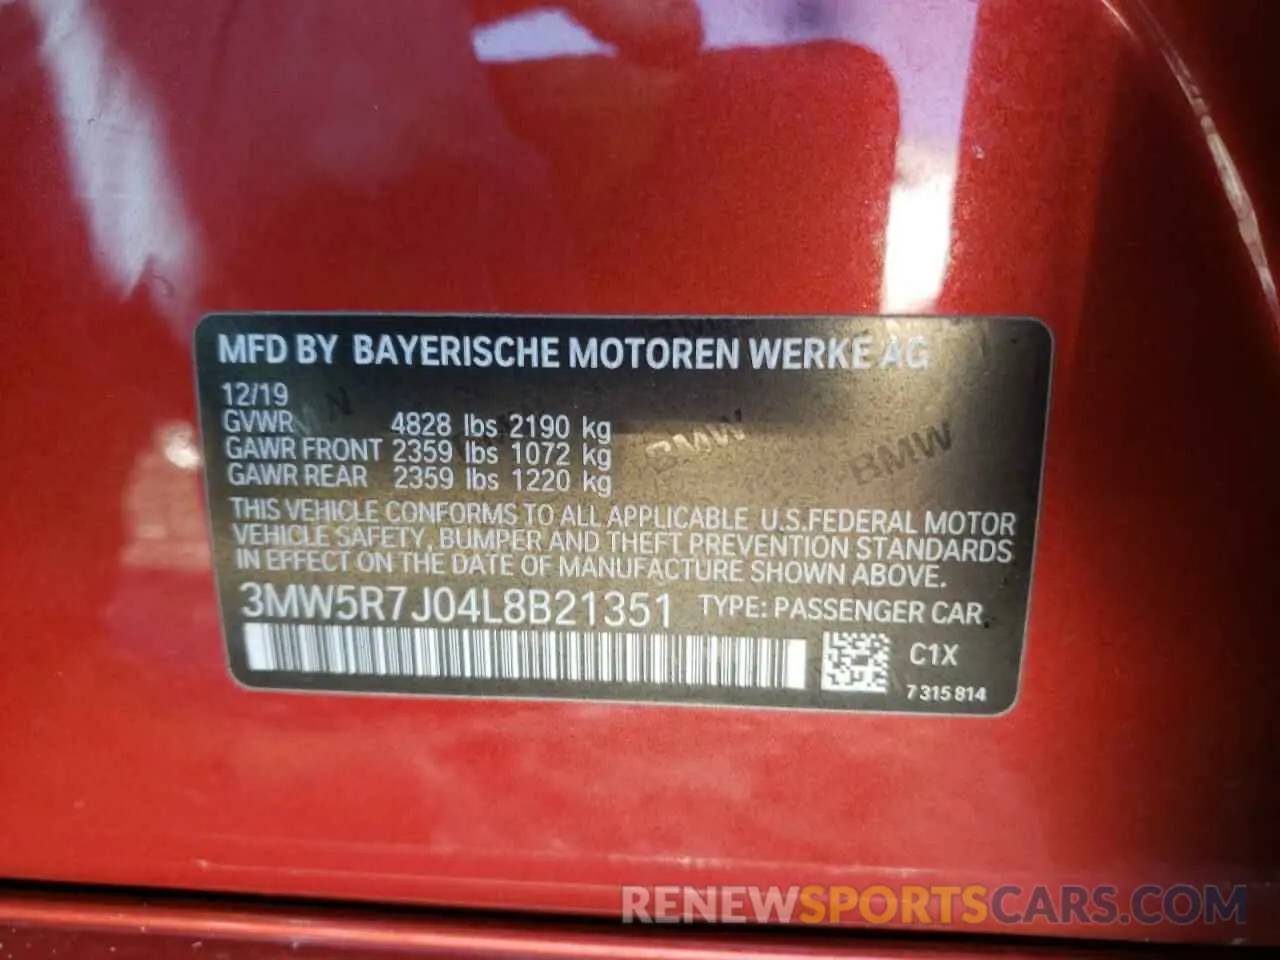 MFD BY BAYERISCHE MOTOREN WERKE AG
12/19
GVWR 4828 lbs 2190 kg
GAWR FRONT 2359 lbs 1072 kg
GAWR REAR 2359 lbs 1220 kg
BMW BMW
THIS VEHICLE CONFORMS TO ALL APPLICABLE U.S.FEDERAL MOTOR
VEHICLE SAFETY, BUMPER AND THEFT PREVENTION STANDARDS
IN EFFECT ON THE DATE OF MANUFACTURE SHOWN ABOVE.
3MW5R7J04L8B21351 TYPE: PASSENGER CAR
C1X
7 315 814
RENEWSPORTSCARS.COM